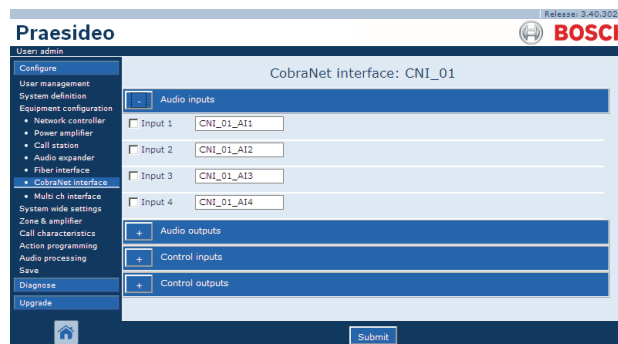 Release: 3.40.302
Praesideo
BOSCH
User: admin
Configure
User management
System definition
Equipment configuration
• Network controller
• Power amplifier
• Call station
• Audio expander
• Fiber interface
• CobraNet interface
• Multi ch interface
System wide settings
Zone & amplifier
Call characteristics
Action programming
Audio processing
Save
Diagnose
Upgrade
CobraNet interface: CNI_01
- Audio inputs
Input 1 CNI_01_AI1
Input 2 CNI_01_AI2
Input 3 CNI_01_AI3
Input 4 CNI_01_AI4
+ Audio outputs
+ Control inputs
+ Control outputs
Submit